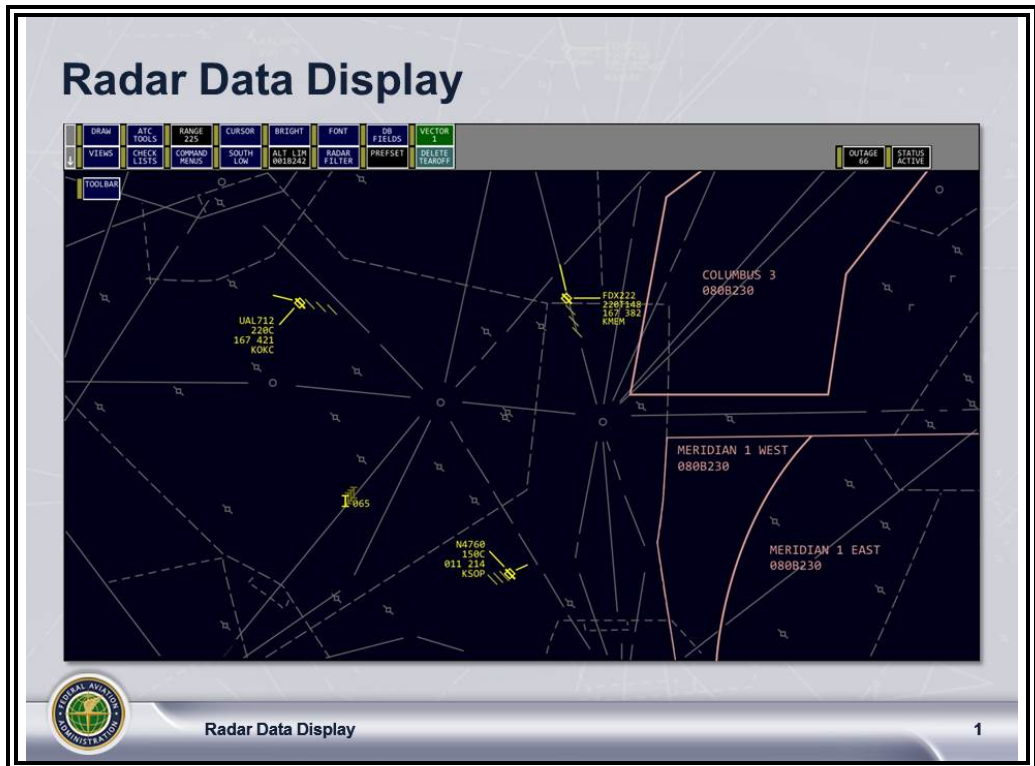 Radar Data Display
DRAW
ATC TOOLS
RANGE 225
CURSOR
BRIGHT
FONT
DB FIELDS
VECTOR 1
VIEWS
CHECK LISTS
COMMAND MENUS
SOUTH LOW
ALT LIM 001B242
RADAR FILTER
PREFSET
DELETE TEAROFF
OUTAGE 66
STATUS ACTIVE
TOOLBAR
COLUMBUS 3
080B230
FDX222
220T148
167 382
KMEM
UAL712
220C
167 421
KOKC
MERIDIAN 1 WEST
080B230
065
N4760
150C
011 214
KSOP
MERIDIAN 1 EAST
080B230
FEDERAL AVIATION
ADMINISTRATION
Radar Data Display
1